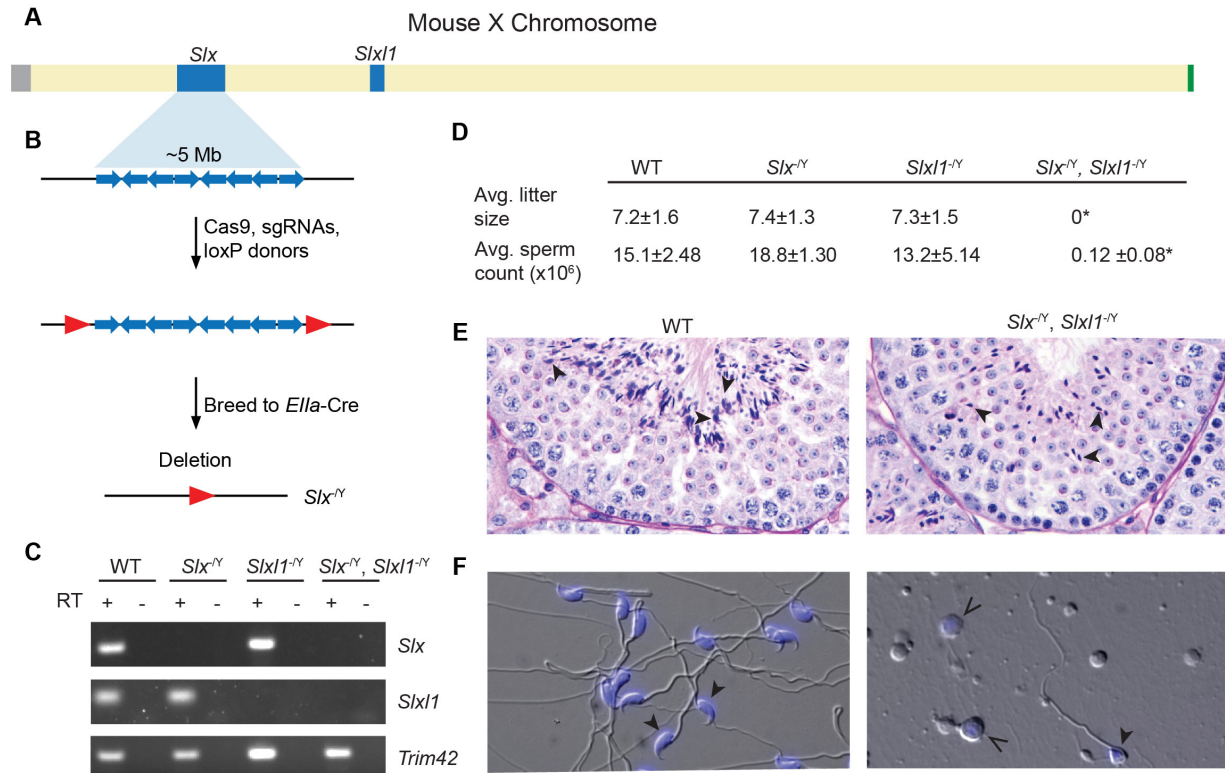 A
Mouse X Chromosome
Slx
Slxl1
B
~5 Mb
Cas9, sgRNAs,
loxP donors
Breed to EIIa-Cre
Deletion
Slx-/Y
C
WT Slx-/Y Slxl1-/Y Slx-/Y, Slxl1-/Y
RT + - + - + - + -
Slx
Slxl1
Trim42
D
WT Slx-/Y Slxl1-/Y Slx-/Y, Slxl1-/Y
Avg. litter
size 7.2±1.6 7.4±1.3 7.3±1.5 0*
Avg. sperm
count (x10⁶) 15.1±2.48 18.8±1.30 13.2±5.14 0.12 ±0.08*
E
WT Slx-/Y, Slxl1-/Y
F